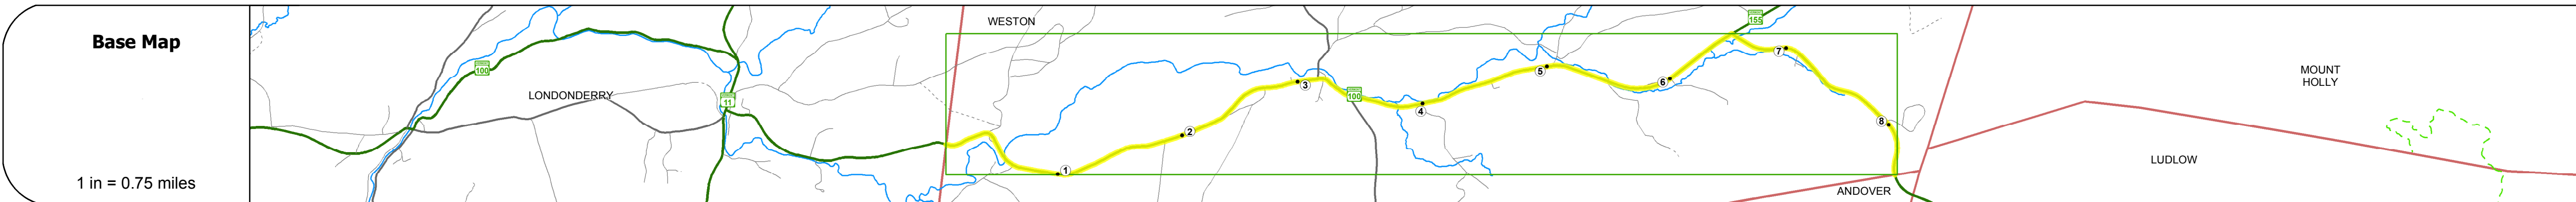 Base Map
1 in = 0.75 miles
WESTON
155
100
7
6
5
MOUNT
HOLLY
3
LONDONDERRY
11
100
4
8
2
LUDLOW
1
ANDOVER